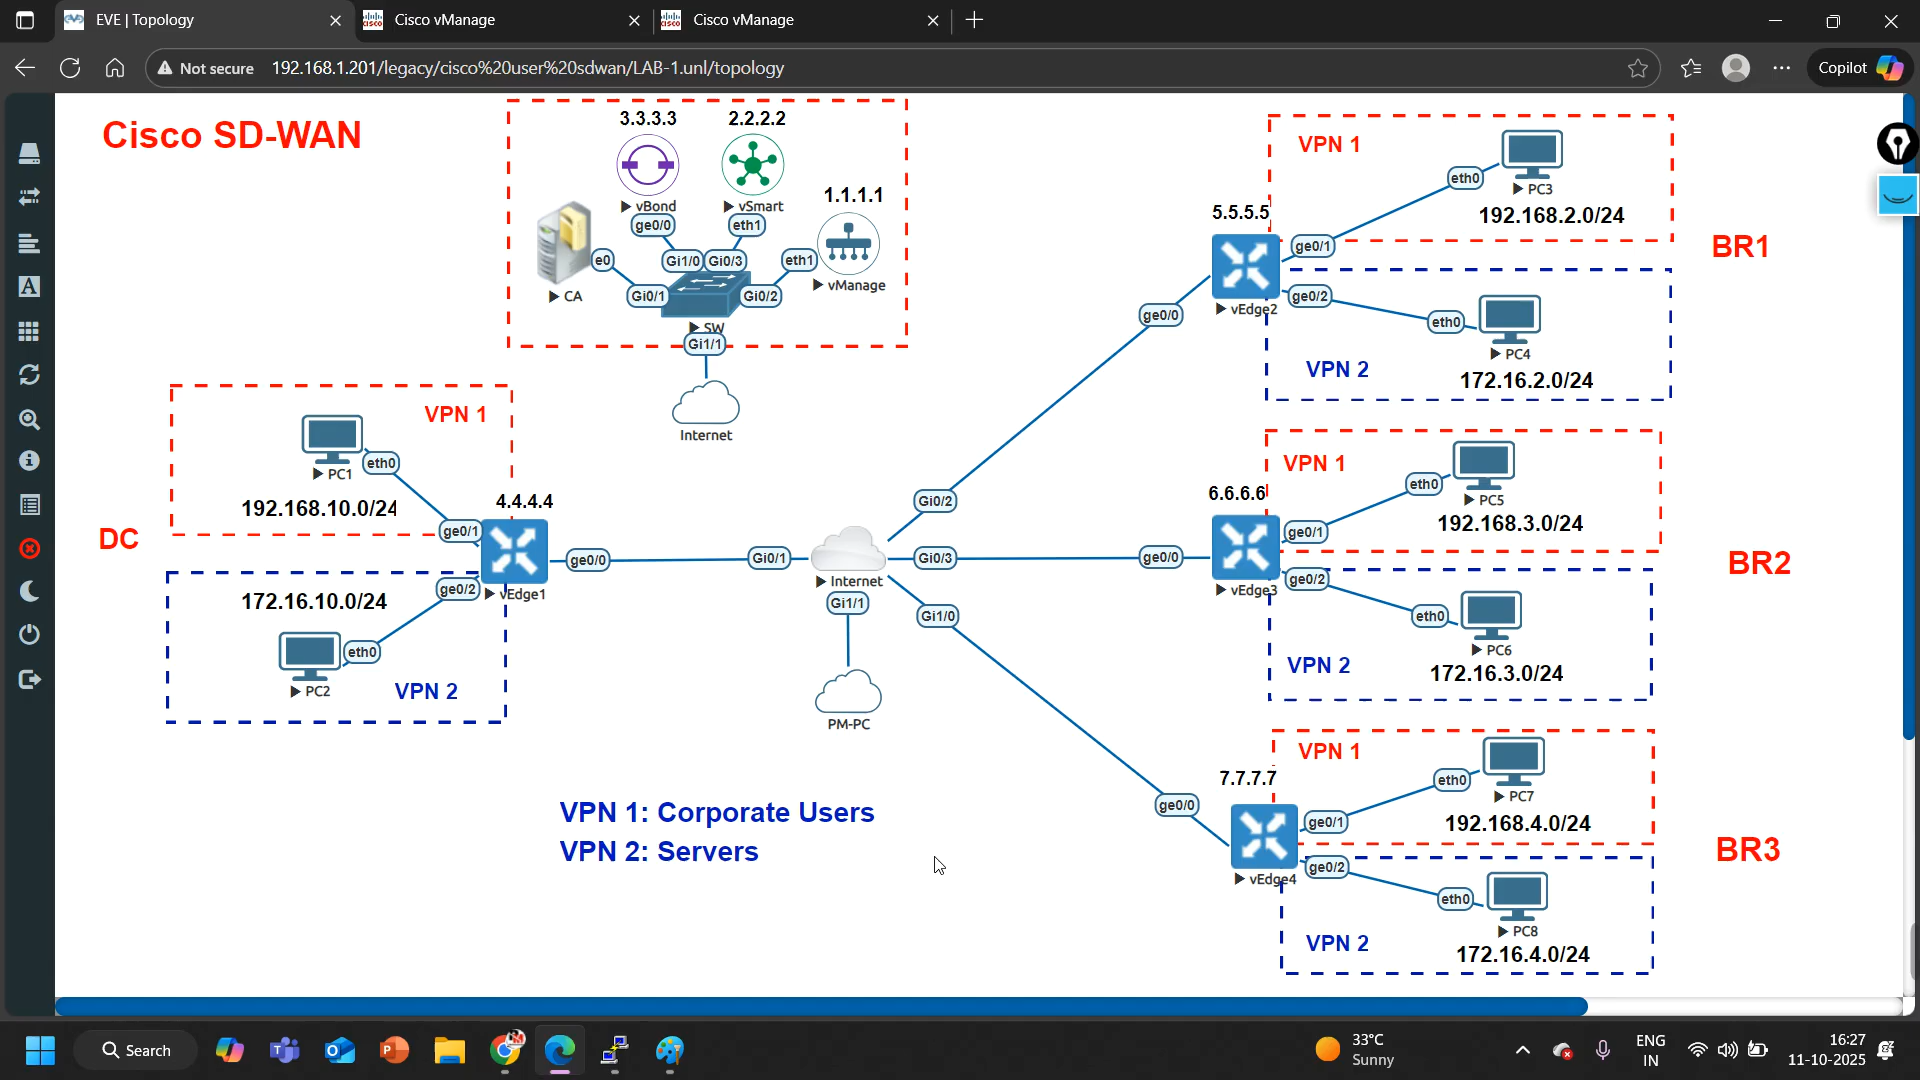 EVE | Topology
Cisco vManage
Cisco vManage
Not secure
192.168.1.201/legacy/cisco%20user%20sdwan/LAB-1.unl/topology
Copilot
Cisco SD-WAN
3.3.3.3
2.2.2.2
1.1.1.1
vBond
vSmart
ge0/0
eth1
CA
e0
Gi1/0
Gi0/3
eth1
vManage
Gi0/1
Gi0/2
SW
Gi1/1
Internet
VPN 1
PC1
eth0
192.168.10.0/24
4.4.4.4
DC
ge0/1
ge0/0
172.16.10.0/24
ge0/2
vEdge1
PC2
eth0
VPN 2
Gi0/1
Internet
Gi0/2
Gi0/3
Gi1/0
Gi1/1
PM-PC
VPN 1
eth0
PC3
192.168.2.0/24
5.5.5.5
ge0/1
BR1
ge0/0
vEdge2
ge0/2
eth0
PC4
VPN 2
172.16.2.0/24
VPN 1
eth0
PC5
6.6.6.6
192.168.3.0/24
ge0/0
ge0/1
BR2
vEdge3
ge0/2
eth0
PC6
VPN 2
172.16.3.0/24
VPN 1
7.7.7.7
eth0
PC7
ge0/0
ge0/1
192.168.4.0/24
BR3
vEdge4
ge0/2
eth0
PC8
VPN 2
172.16.4.0/24
VPN 1: Corporate Users
VPN 2: Servers
Search
33°C
Sunny
ENG
IN
16:27
11-10-2025